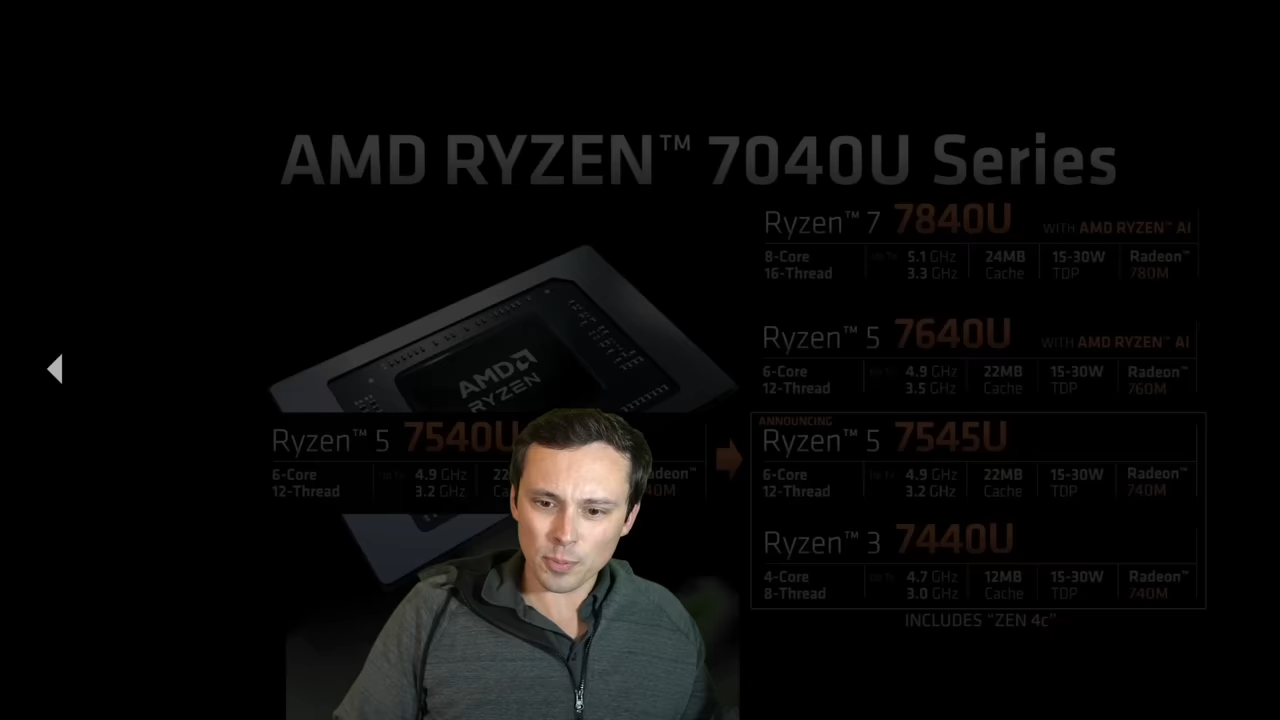 AMD RYZEN™ 7040U Series
Ryzen™ 7 7840U WITH AMD RYZEN™ AI
8-Core 5.1 GHz 24MB 15-30W Radeon™
16-Thread 3.3 GHz Cache TDP 780M
AMD
RYZEN
Ryzen™ 5 7640U WITH AMD RYZEN™ AI
6-Core 4.9 GHz 22MB 15-30W Radeon™
12-Thread 3.5 GHz Cache TDP 760M
Ryzen™ 5 7540U
6-Core 4.9 GHz
12-Thread 3.2 GHz
ANNOUNCING
Ryzen™ 5 7545U
6-Core 4.9 GHz 22MB 15-30W Radeon™
12-Thread 3.2 GHz Cache TDP 740M
Ryzen™ 3 7440U
4-Core 4.7 GHz 12MB 15-30W Radeon™
8-Thread 3.0 GHz Cache TDP 740M
INCLUDES "ZEN 4c"